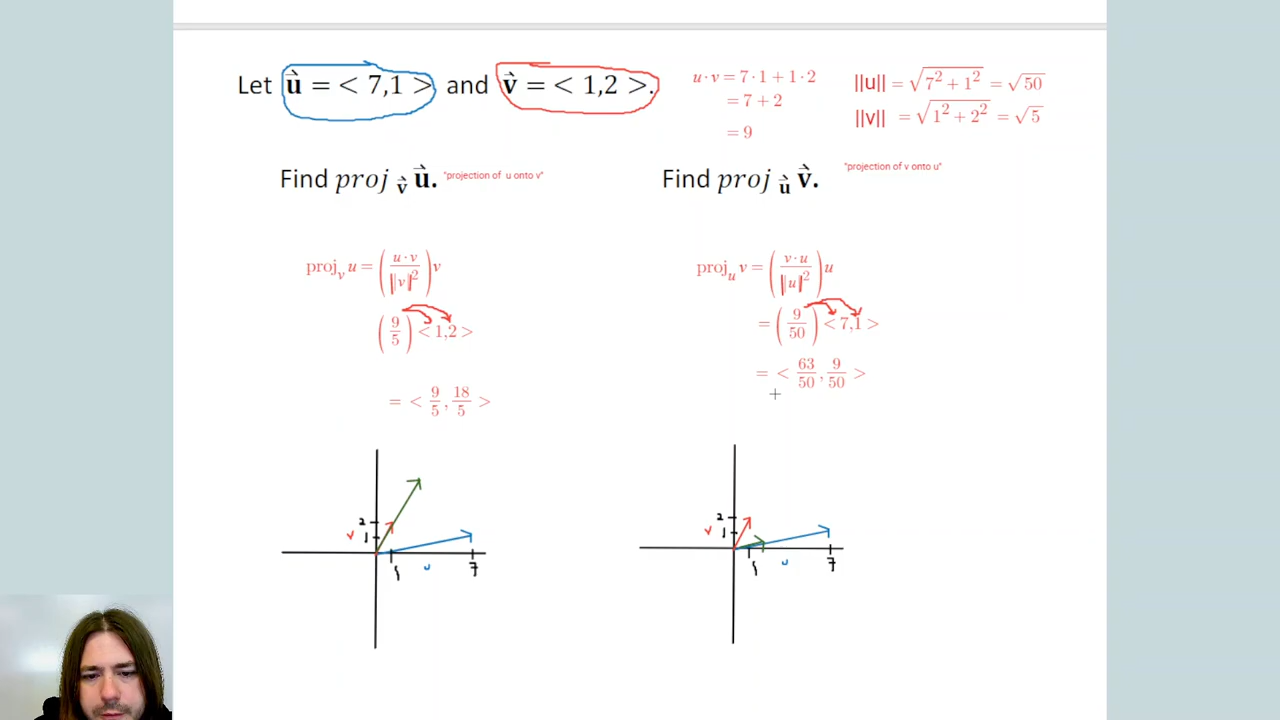 Let u⃗ = < 7,1 > and v⃗ = < 1,2 >.
u · v = 7 · 1 + 1 · 2
= 7 + 2
= 9
||u|| = √(7² + 1²) = √50
||v|| = √(1² + 2²) = √5
Find proj v⃗ u⃗. "projection of u onto v"
proj_v u = (u · v / ||v||²) v
(9/5) < 1,2 >
= < 9/5, 18/5 >
2
1
v
1
u
7
Find proj u⃗ v⃗. "projection of v onto u"
proj_u v = (v · u / ||u||²) u
= (9/50) < 7,1 >
= < 63/50, 9/50 >
2
1
v
1
u
7